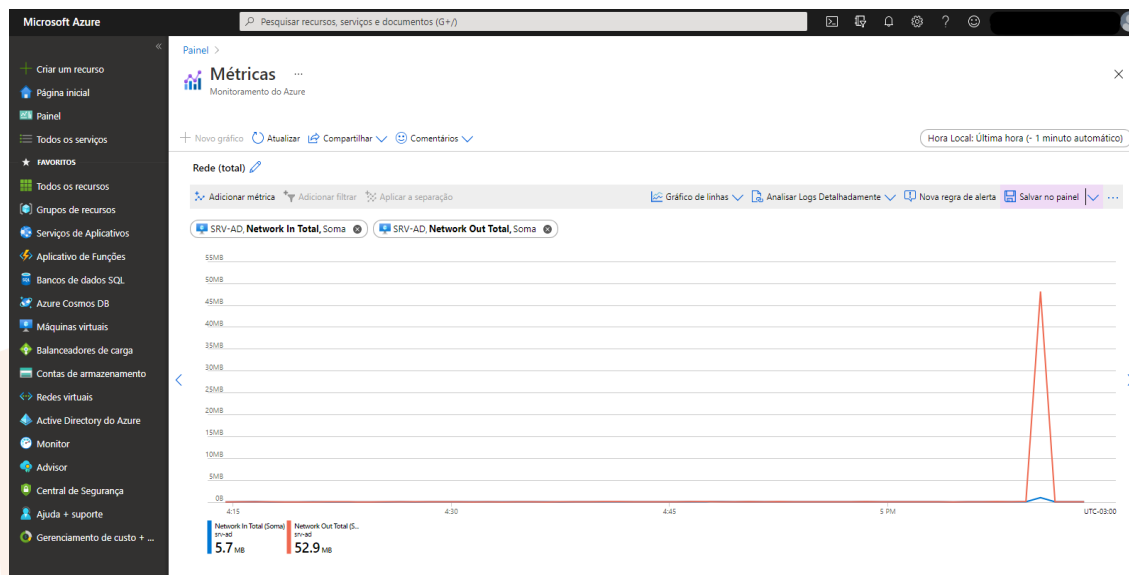 Microsoft Azure
Pesquisar recursos, serviços e documentos (G+/)
Criar um recurso
Página inicial
Painel
Todos os serviços
FAVORITOS
Todos os recursos
Grupos de recursos
Serviços de Aplicativos
Aplicativo de Funções
Bancos de dados SQL
Azure Cosmos DB
Máquinas virtuais
Balanceadores de carga
Contas de armazenamento
Redes virtuais
Active Directory do Azure
Monitor
Advisor
Central de Segurança
Ajuda + suporte
Gerenciamento de custo + ...
Painel >
Métricas ...
Monitoramento do Azure
Novo gráfico Atualizar Compartilhar Comentários
Hora Local: Última hora (- 1 minuto automático)
Rede (total)
Adicionar métrica Adicionar filtrar Aplicar a separação Gráfico de linhas Analisar Logs Detalhadamente Nova regra de alerta Salvar no painel ...
SRV-AD, Network In Total, Soma SRV-AD, Network Out Total, Soma
55MB
50MB
45MB
40MB
35MB
30MB
25MB
20MB
15MB
10MB
5MB
0B
4:15 4:30 4:45 5 PM UTC-03:00
Network In Total (Soma) Network Out Total (S...
srv-ad srv-ad
5.7 MB 52.9 MB